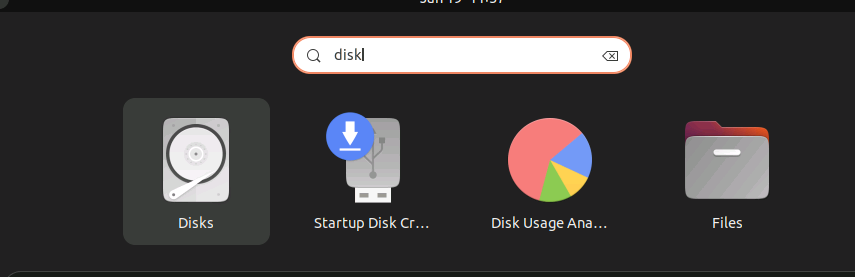 disk
Disks
Startup Disk Cr…
Disk Usage Ana…
Files